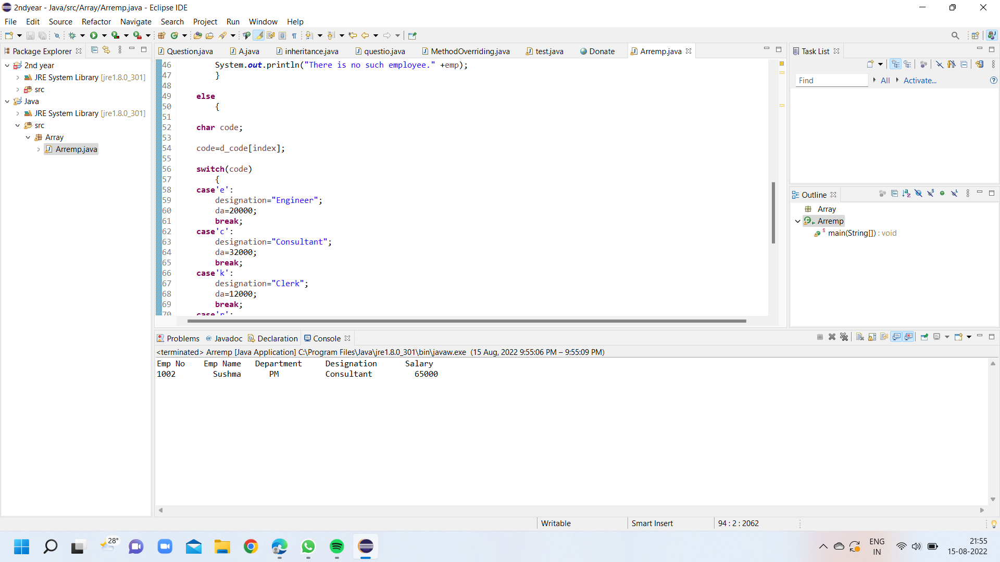 2ndyear - Java/src/Array/Arremp.java - Eclipse IDE
File Edit Source Refactor Navigate Search Project Run Window Help
Package Explorer
2nd year
JRE System Library [jre1.8.0_301]
src
Java
JRE System Library [jre1.8.0_301]
src
Array
Arremp.java
Question.java A.java inheritance.java questio.java MethodOverriding.java test.java Donate Arremp.java
46 System.out.println("There is no such employee." +emp);
47 }
48
49 else
50 {
51
52 char code;
53
54 code=d_code[index];
55
56 switch(code)
57 {
58 case'e':
59 designation="Engineer";
60 da=20000;
61 break;
62 case'c':
63 designation="Consultant";
64 da=32000;
65 break;
66 case'k':
67 designation="Clerk";
68 da=12000;
69 break;
70 case'r':
Task List
Find All Activate...
Outline
Array
Arremp
main(String[]) : void
Problems Javadoc Declaration Console
<terminated> Arremp [Java Application] C:\Program Files\Java\jre1.8.0_301\bin\javaw.exe (15 Aug, 2022 9:55:06 PM – 9:55:09 PM)
Emp No Emp Name Department Designation Salary
1002 Sushma PM Consultant 65000
Writable Smart Insert 94 : 2 : 2062
28°
ENG
IN
21:55
15-08-2022